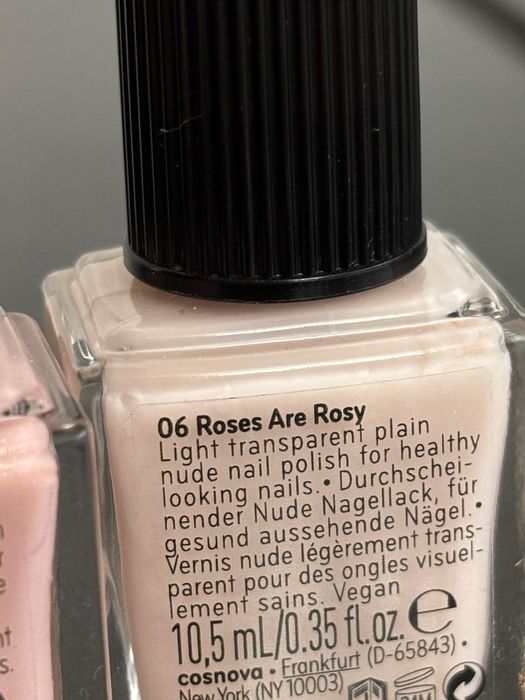 06 Roses Are Rosy
Light transparent plain
nude nail polish for healthy
looking nails. • Durchschei-
nender Nude Nagellack, für
gesund aussehende Nägel. •
Vernis nude légèrement trans-
parent pour des ongles visuel-
lement sains. Vegan
10,5 mL/0.35 fl.oz. ℮
cosnova • Frankfurt (D-65843) •
New York (NY 10003)